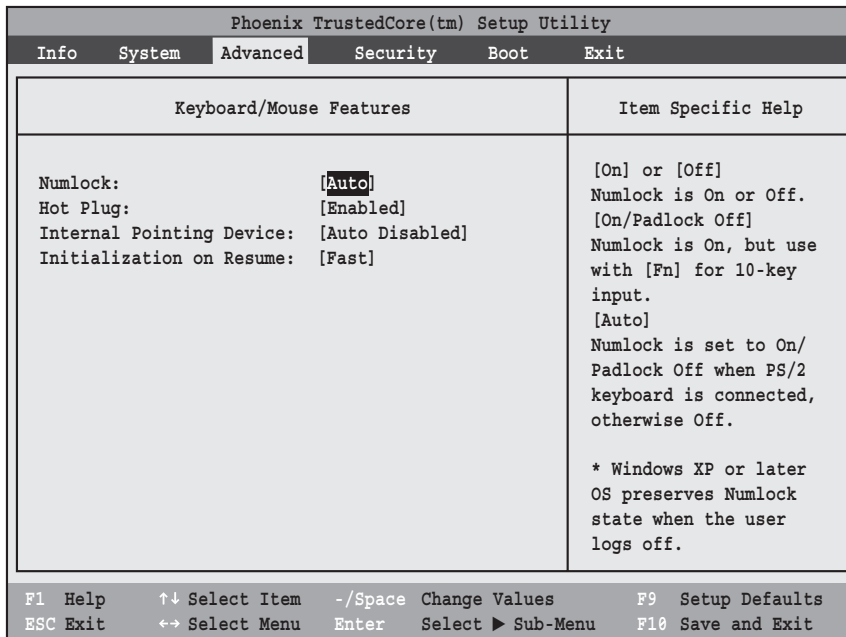 Phoenix TrustedCore(tm) Setup Utility
Info System Advanced Security Boot Exit
Keyboard/Mouse Features
Numlock: [Auto]
Hot Plug: [Enabled]
Internal Pointing Device: [Auto Disabled]
Initialization on Resume: [Fast]
Item Specific Help
[On] or [Off]
Numlock is On or Off.
[On/Padlock Off]
Numlock is On, but use
with [Fn] for 10-key
input.
[Auto]
Numlock is set to On/
Padlock Off when PS/2
keyboard is connected,
otherwise Off.
* Windows XP or later
OS preserves Numlock
state when the user
logs off.
F1 Help ↑↓ Select Item -/Space Change Values F9 Setup Defaults
ESC Exit ←→ Select Menu Enter Select ▶ Sub-Menu F10 Save and Exit